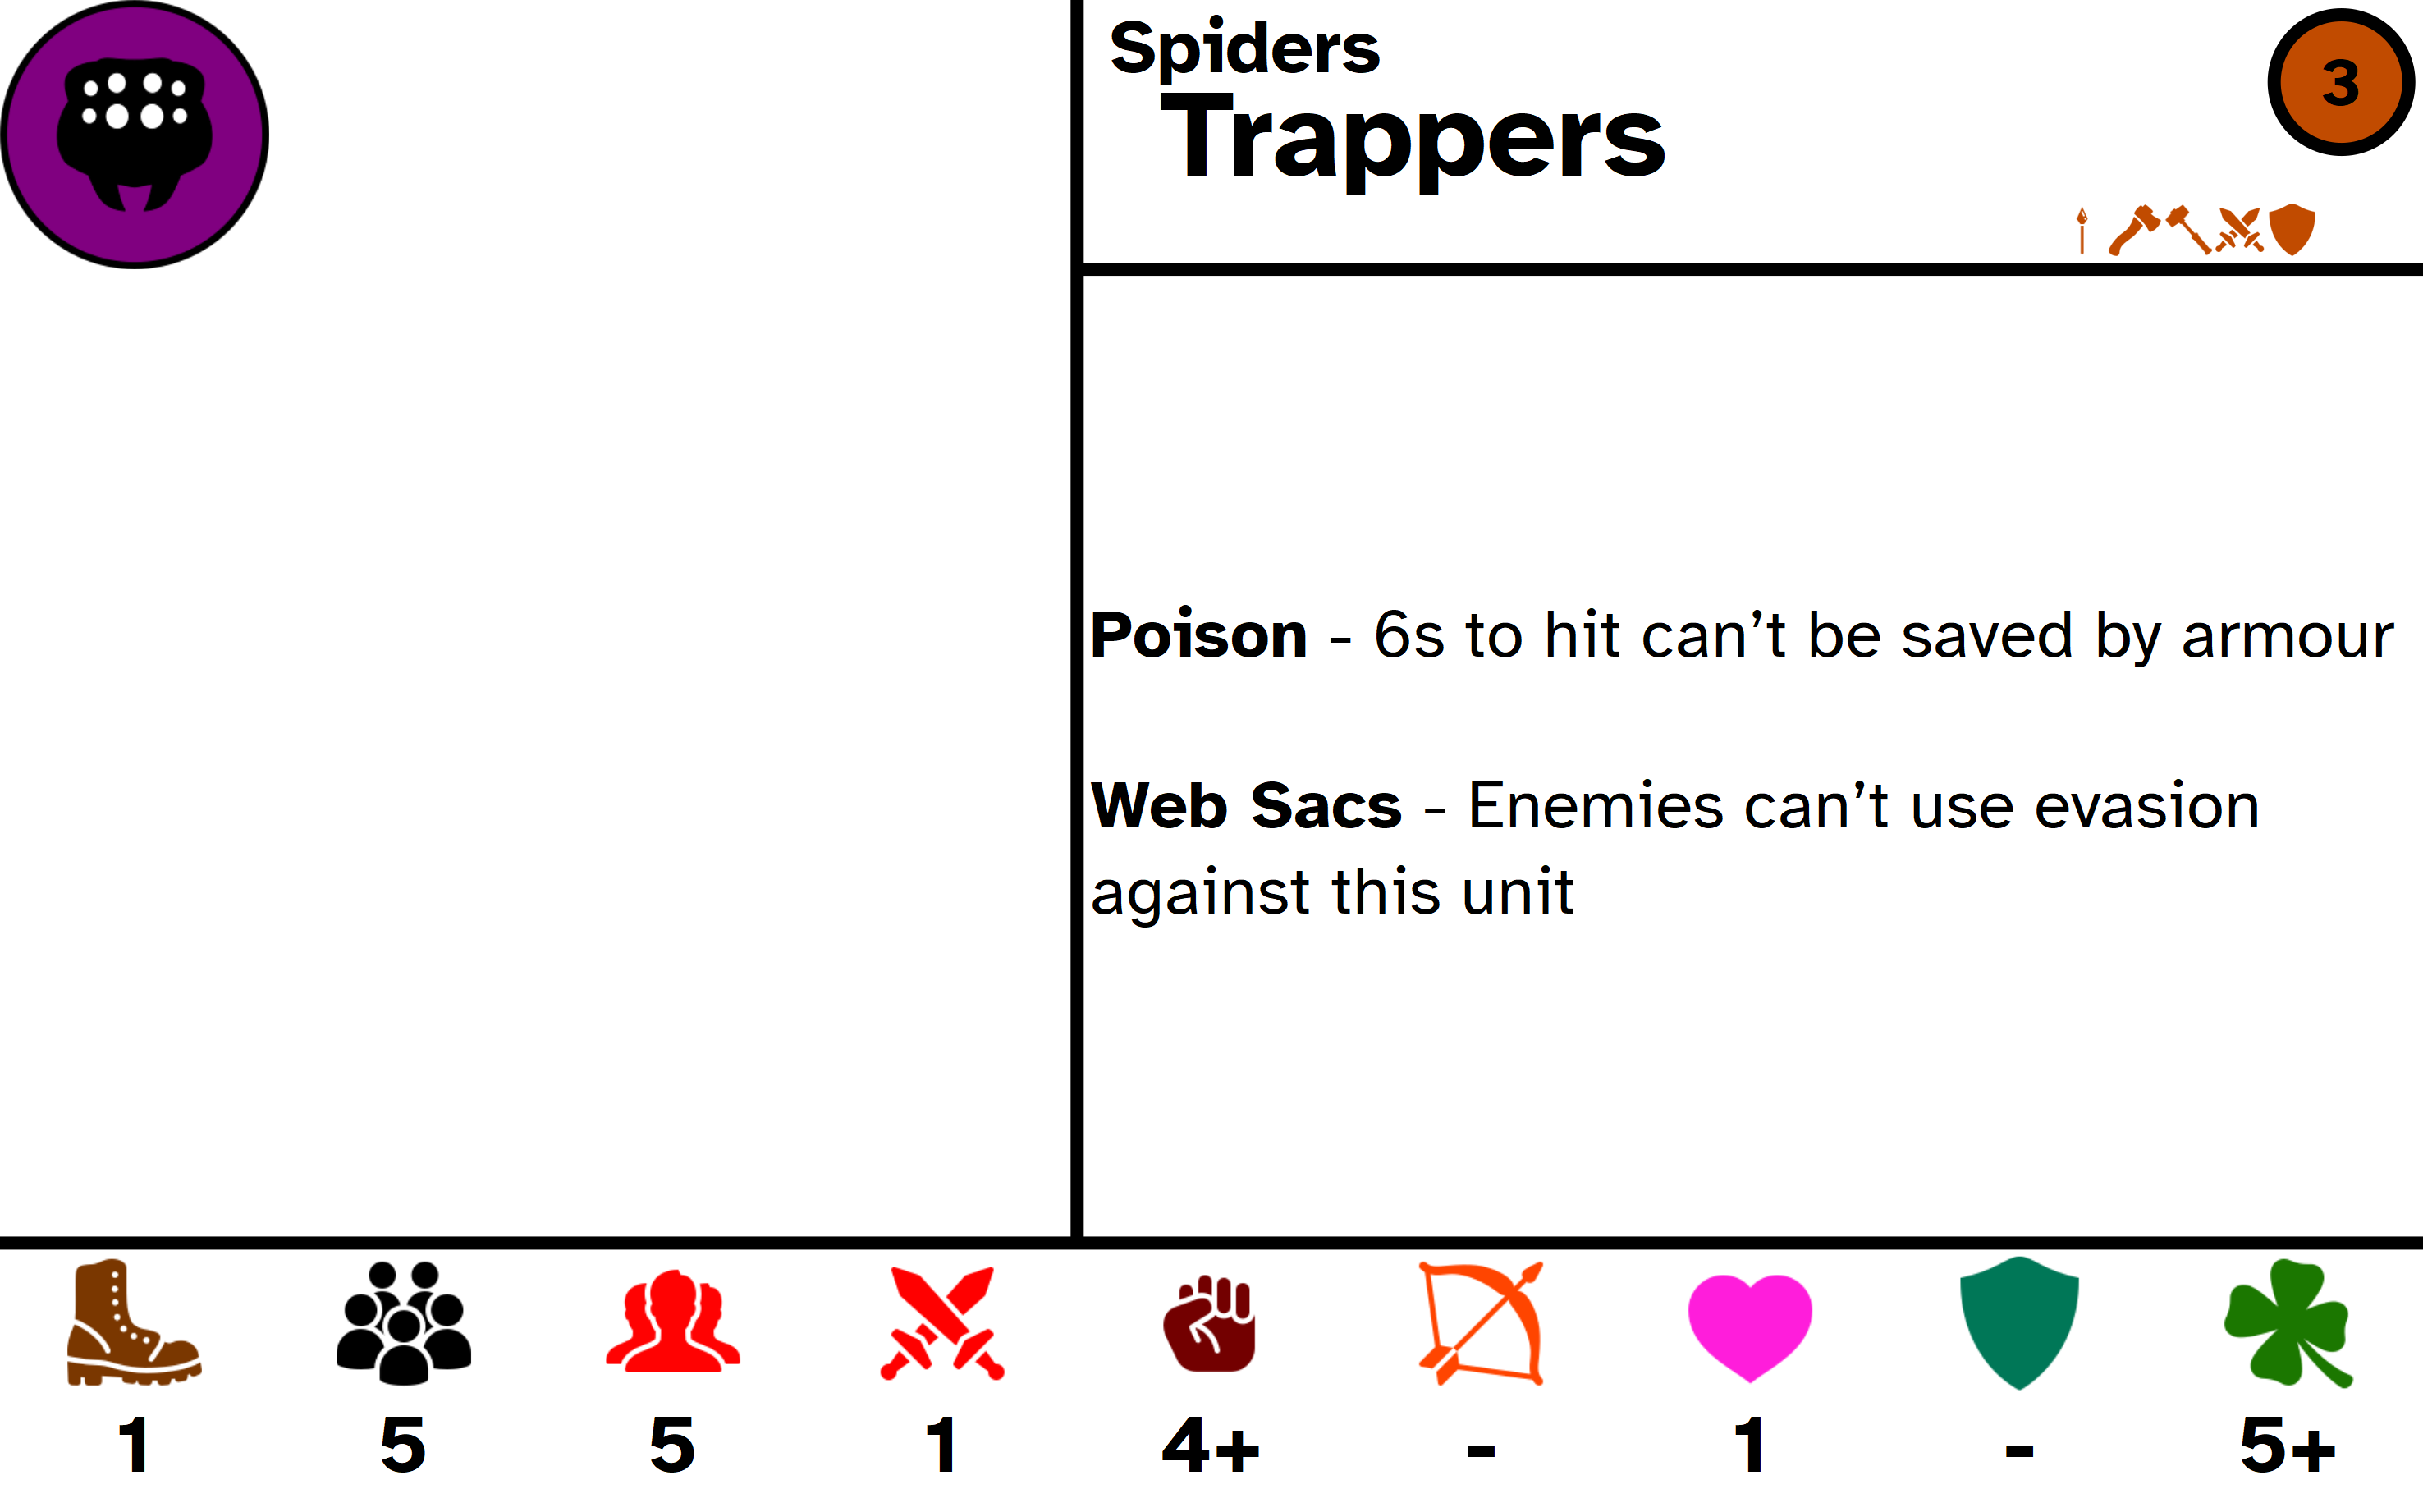 Spiders
Trappers
3
Poison - 6s to hit can’t be saved by armour
Web Sacs - Enemies can’t use evasion
against this unit
1 5 5 1 4+ - 1 - 5+